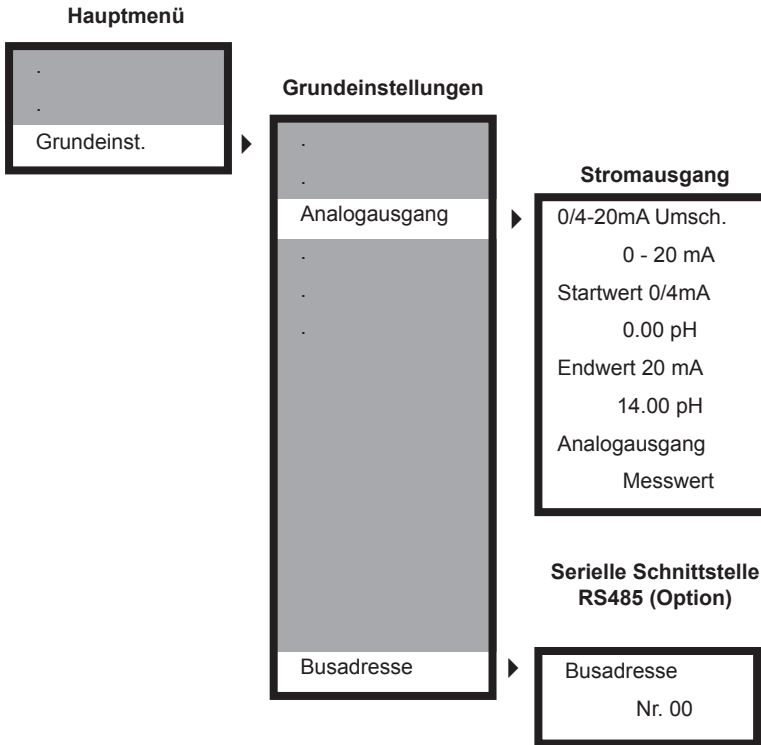 Hauptmenü
.
.
Grundeinst.
Grundeinstellungen
.
.
Analogausgang
.
.
.
Busadresse
Stromausgang
0/4-20mA Umsch.
0 - 20 mA
Startwert 0/4mA
0.00 pH
Endwert 20 mA
14.00 pH
Analogausgang
Messwert
Serielle Schnittstelle
RS485 (Option)
Busadresse
Nr. 00